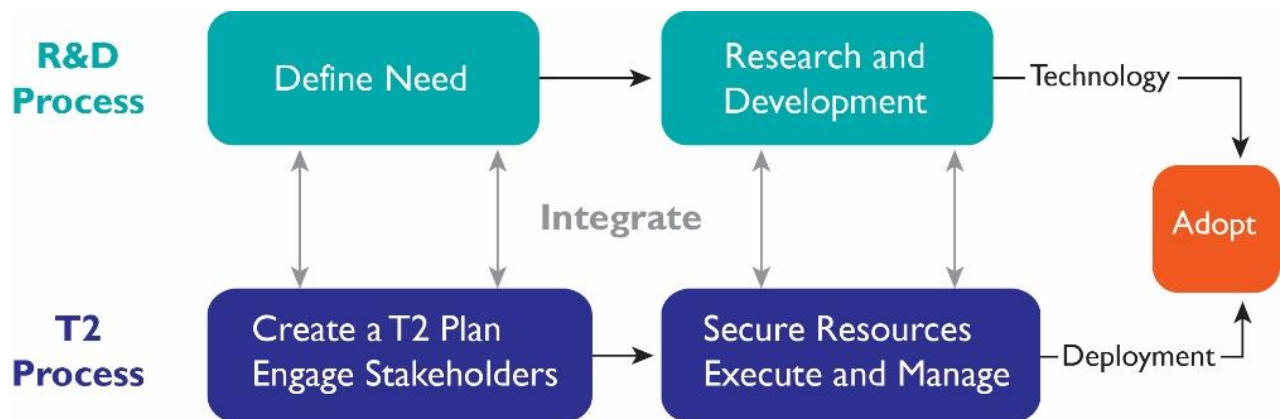 R&D
Process
Define Need
Research and
Development
Technology
Integrate
Adopt
T2
Process
Create a T2 Plan
Engage Stakeholders
Secure Resources
Execute and Manage
Deployment